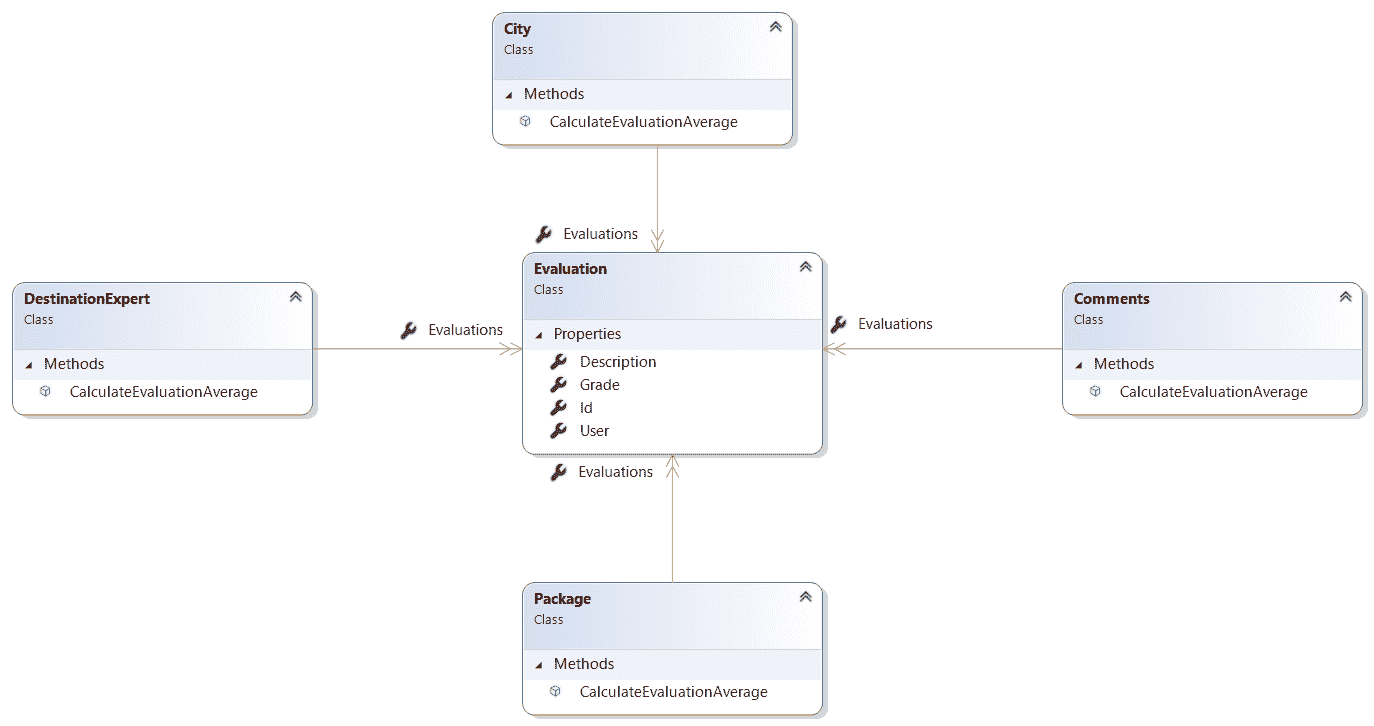 City
Class
Methods
CalculateEvaluationAverage
Evaluations
DestinationExpert
Class
Methods
CalculateEvaluationAverage
Evaluations
Evaluation
Class
Properties
Description
Grade
Id
User
Evaluations
Comments
Class
Methods
CalculateEvaluationAverage
Evaluations
Package
Class
Methods
CalculateEvaluationAverage